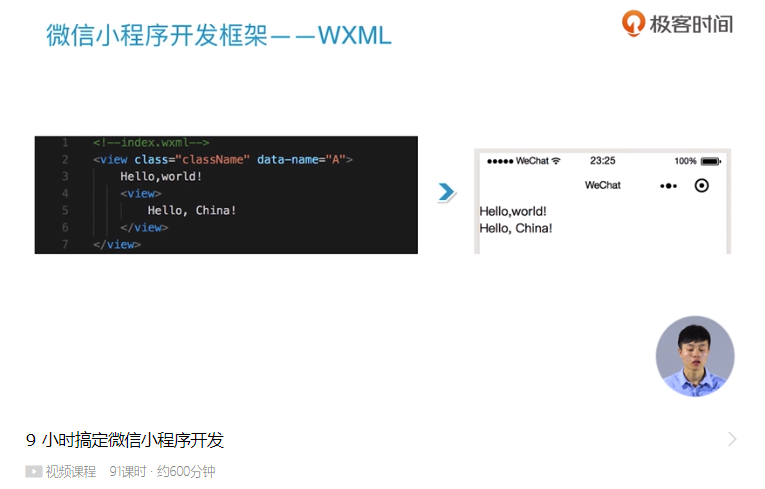 微信小程序开发框架——WXML
极客时间
1 <!--index.wxml-->
2 <view class="className" data-name="A">
3 Hello,world!
4 <view>
5 Hello, China!
6 </view>
7 </view>
WeChat 23:25 100%
WeChat
Hello,world!
Hello, China!
9 小时搞定微信小程序开发
视频课程 91课时 · 约600分钟